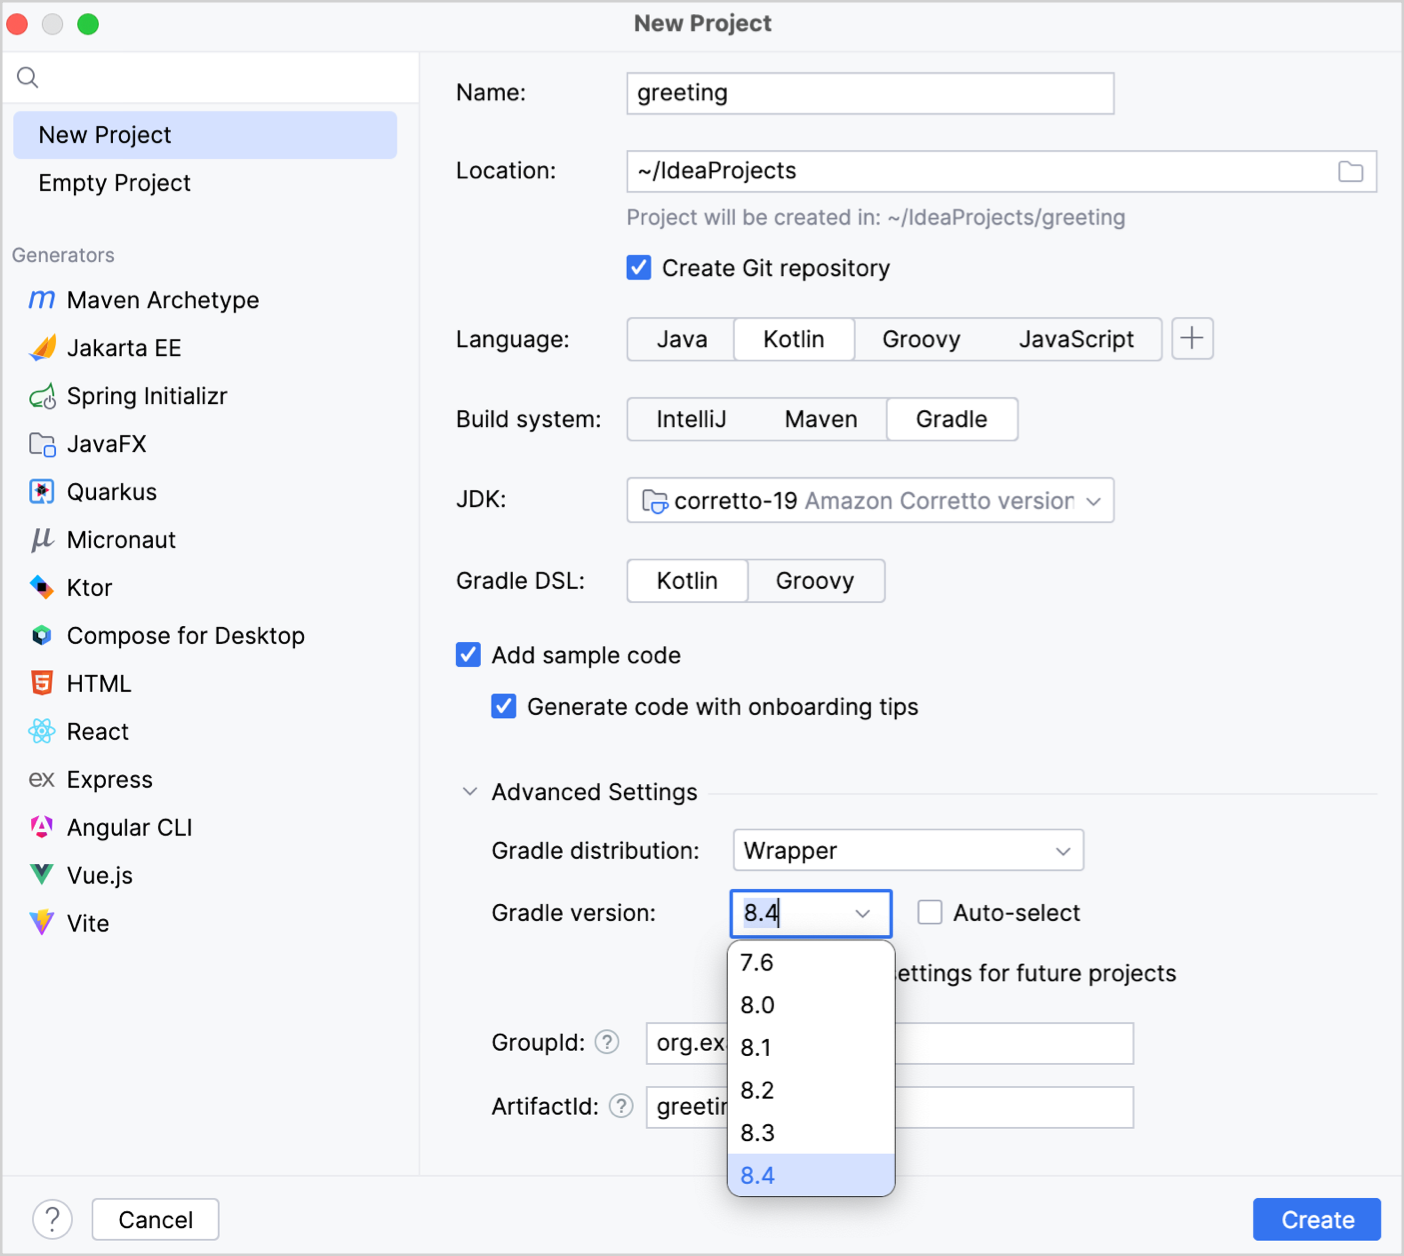 New Project
New Project
Empty Project
Generators
Maven Archetype
Jakarta EE
Spring Initializr
JavaFX
Quarkus
Micronaut
Ktor
Compose for Desktop
HTML
React
ex Express
Angular CLI
Vue.js
Vite
Name: greeting
Location: ~/IdeaProjects
Project will be created in: ~/IdeaProjects/greeting
Create Git repository
Language: Java Kotlin Groovy JavaScript +
Build system: IntelliJ Maven Gradle
JDK: corretto-19 Amazon Corretto version
Gradle DSL: Kotlin Groovy
Add sample code
Generate code with onboarding tips
Advanced Settings
Gradle distribution: Wrapper
Gradle version: 8.4 Auto-select
7.6
8.0
8.1
8.2
8.3
8.4
settings for future projects
GroupId: ? org.ex
ArtifactId: ? greetin
? Cancel Create